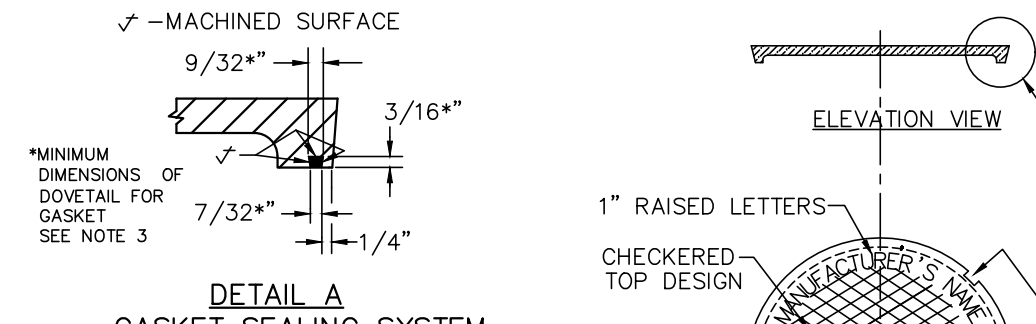 √ -MACHINED SURFACE
9/32*"
3/16*"
*MINIMUM
DIMENSIONS OF
DOVETAIL FOR
GASKET
SEE NOTE 3
√
7/32*"
1/4"
DETAIL A
GASKET SEALING SYSTEM
ELEVATION VIEW
1" RAISED LETTERS
CHECKERED
TOP DESIGN
MANUFACTURER'S NAME